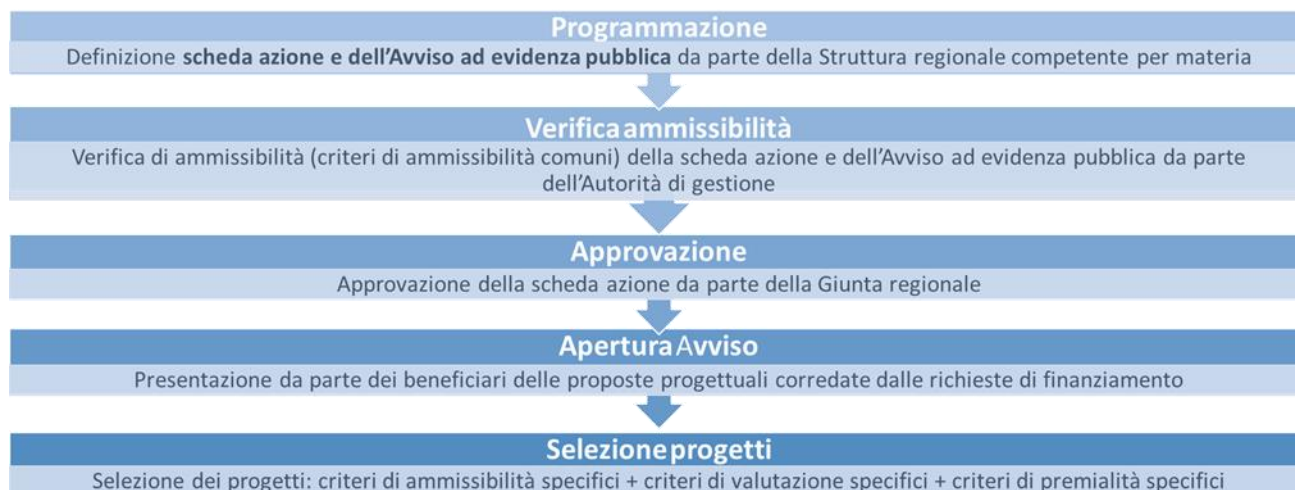 Programmazione
Definizione scheda azione e dell'Avviso ad evidenza pubblica da parte della Struttura regionale competente per materia
Verifica ammissibilità
Verifica di ammissibilità (criteri di ammissibilità comuni) della scheda azione e dell'Avviso ad evidenza pubblica da parte
dell'Autorità di gestione
Approvazione
Approvazione della scheda azione da parte della Giunta regionale
Apertura Avviso
Presentazione da parte dei beneficiari delle proposte progettuali corredate dalle richieste di finanziamento
Selezione progetti
Selezione dei progetti: criteri di ammissibilità specifici + criteri di valutazione specifici + criteri di premialità specifici